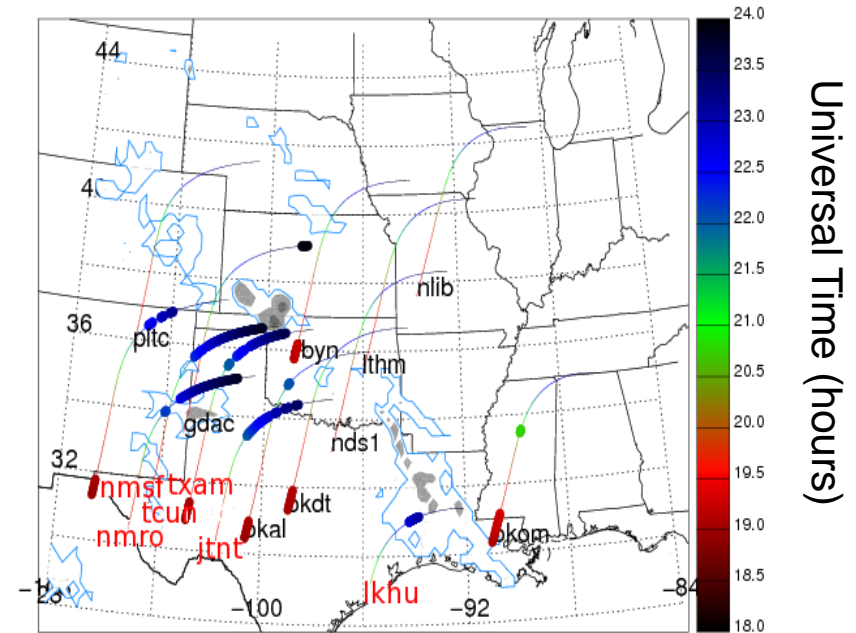 44
24.0
23.5
23.0
22.5
22.0
21.5
21.0
20.5
20.0
19.5
19.0
18.5
18.0
Universal Time (hours)
nlib
36
pltc
byn
lthm
gdac
nds1
32
nmsf
txam
tcun
nmro
jtnt
okdt
okal
okom
lkhu
-100
-92
-84